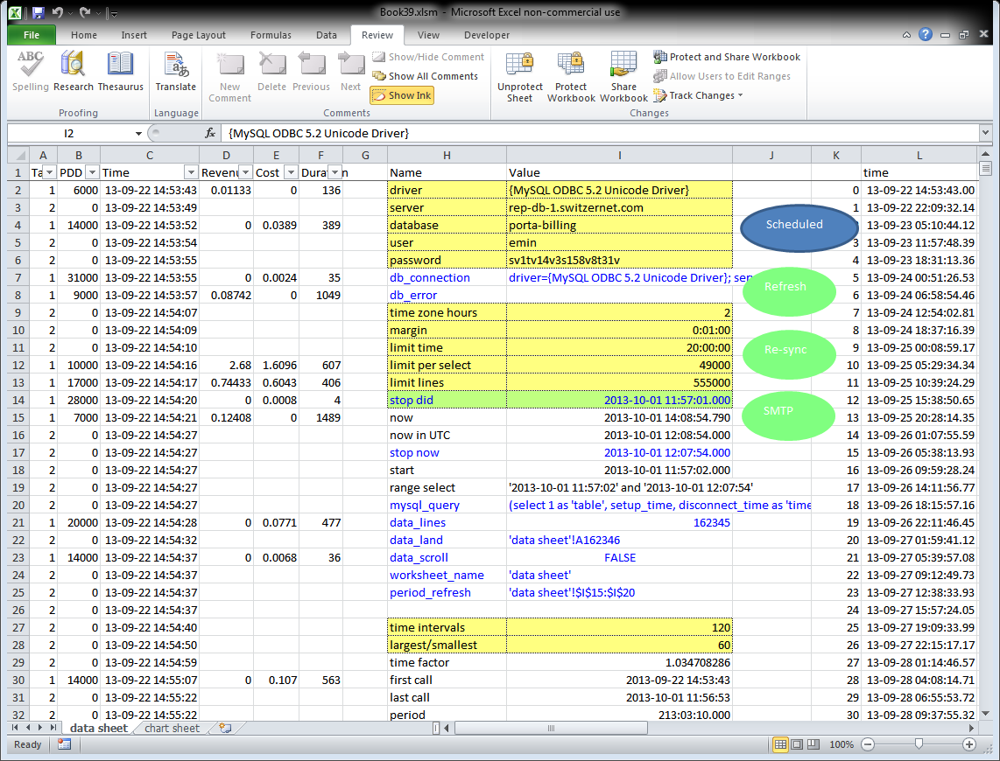 Book39.xlsm - Microsoft Excel non-commercial use
File Home Insert Page Layout Formulas Data Review View Developer
ABC
Spelling Research Thesaurus
Proofing
Translate
Language
New Comment Delete Previous Next
Show/Hide Comment
Show All Comments
Show Ink
Comments
Unprotect Sheet Protect Workbook Share Workbook
Protect and Share Workbook
Allow Users to Edit Ranges
Track Changes
Changes
I2 fx {MySQL ODBC 5.2 Unicode Driver}
A B C D E F G H I J K L
1 Ta PDD Time Revenu Cost Durat n Name Value time
2 1 6000 13-09-22 14:53:43 0.01133 0 136 driver {MySQL ODBC 5.2 Unicode Driver} 0 13-09-22 14:53:43.00
3 2 0 13-09-22 14:53:49 server rep-db-1.switzernet.com 1 13-09-22 22:09:32.14
4 1 14000 13-09-22 14:53:52 0 0.0389 389 database porta-billing Scheduled 13-09-23 05:10:44.12
5 2 0 13-09-22 14:53:54 user emin 3 13-09-23 11:57:48.39
6 2 0 13-09-22 14:53:55 password sv1tv14v3s158v8t31v 4 13-09-23 18:31:13.36
7 1 31000 13-09-22 14:53:55 0 0.0024 35 db_connection driver={MySQL ODBC 5.2 Unicode Driver}; ser 5 13-09-24 00:51:26.53
Refresh
8 1 9000 13-09-22 14:53:57 0.08742 0 1049 db_error 6 13-09-24 06:58:54.46
9 2 0 13-09-22 14:54:07 time zone hours 2 7 13-09-24 12:54:02.81
10 2 0 13-09-22 14:54:09 margin 0:01:00 8 13-09-24 18:37:16.39
11 2 0 13-09-22 14:54:10 limit time 20:00:00 Re-sync 9 13-09-25 00:08:59.17
12 1 10000 13-09-22 14:54:16 2.68 1.6096 607 limit per select 49000 10 13-09-25 05:29:34.34
13 1 17000 13-09-22 14:54:17 0.74433 0.6043 406 limit lines 555000 11 13-09-25 10:39:24.29
14 1 28000 13-09-22 14:54:20 0 0.0008 4 stop did 2013-10-01 11:57:01.000 12 13-09-25 15:38:50.65
SMTP
15 1 7000 13-09-22 14:54:21 0.12408 0 1489 now 2013-10-01 14:08:54.790 13 13-09-25 20:28:14.35
16 2 0 13-09-22 14:54:27 now in UTC 2013-10-01 12:08:54.000 14 13-09-26 01:07:55.59
17 2 0 13-09-22 14:54:27 stop now 2013-10-01 12:07:54.000 15 13-09-26 05:38:13.93
18 2 0 13-09-22 14:54:27 start 2013-10-01 11:57:02.000 16 13-09-26 09:59:28.24
19 2 0 13-09-22 14:54:27 range select '2013-10-01 11:57:02' and '2013-10-01 12:07:54' 17 13-09-26 14:11:56.77
20 2 0 13-09-22 14:54:27 mysql_query (select 1 as 'table', setup_time, disconnect_time as 'time 18 13-09-26 18:15:57.16
21 1 20000 13-09-22 14:54:28 0 0.0771 477 data_lines 162345 19 13-09-26 22:11:46.45
22 2 0 13-09-22 14:54:32 data_land 'data sheet'!A162346 20 13-09-27 01:59:41.12
23 1 14000 13-09-22 14:54:37 0 0.0068 36 data_scroll FALSE 21 13-09-27 05:39:57.08
24 2 0 13-09-22 14:54:37 worksheet_name 'data sheet' 22 13-09-27 09:12:49.73
25 2 0 13-09-22 14:54:37 period_refresh 'data sheet'!$I$15:$I$20 23 13-09-27 12:38:33.93
26 2 0 13-09-22 14:54:37 24 13-09-27 15:57:24.05
27 2 0 13-09-22 14:54:40 time intervals 120 25 13-09-27 19:09:33.99
28 2 0 13-09-22 14:54:50 largest/smallest 60 26 13-09-27 22:15:17.17
29 2 0 13-09-22 14:54:59 time factor 1.034708286 27 13-09-28 01:14:46.57
30 1 14000 13-09-22 14:55:07 0 0.107 563 first call 2013-09-22 14:53:43 28 13-09-28 04:08:14.71
31 2 0 13-09-22 14:55:22 last call 2013-10-01 11:56:53 29 13-09-28 06:55:53.72
32 2 0 13-09-22 14:55:22 period 213:03:10.000 30 13-09-28 09:37:55.32
data sheet chart sheet
Ready 100%